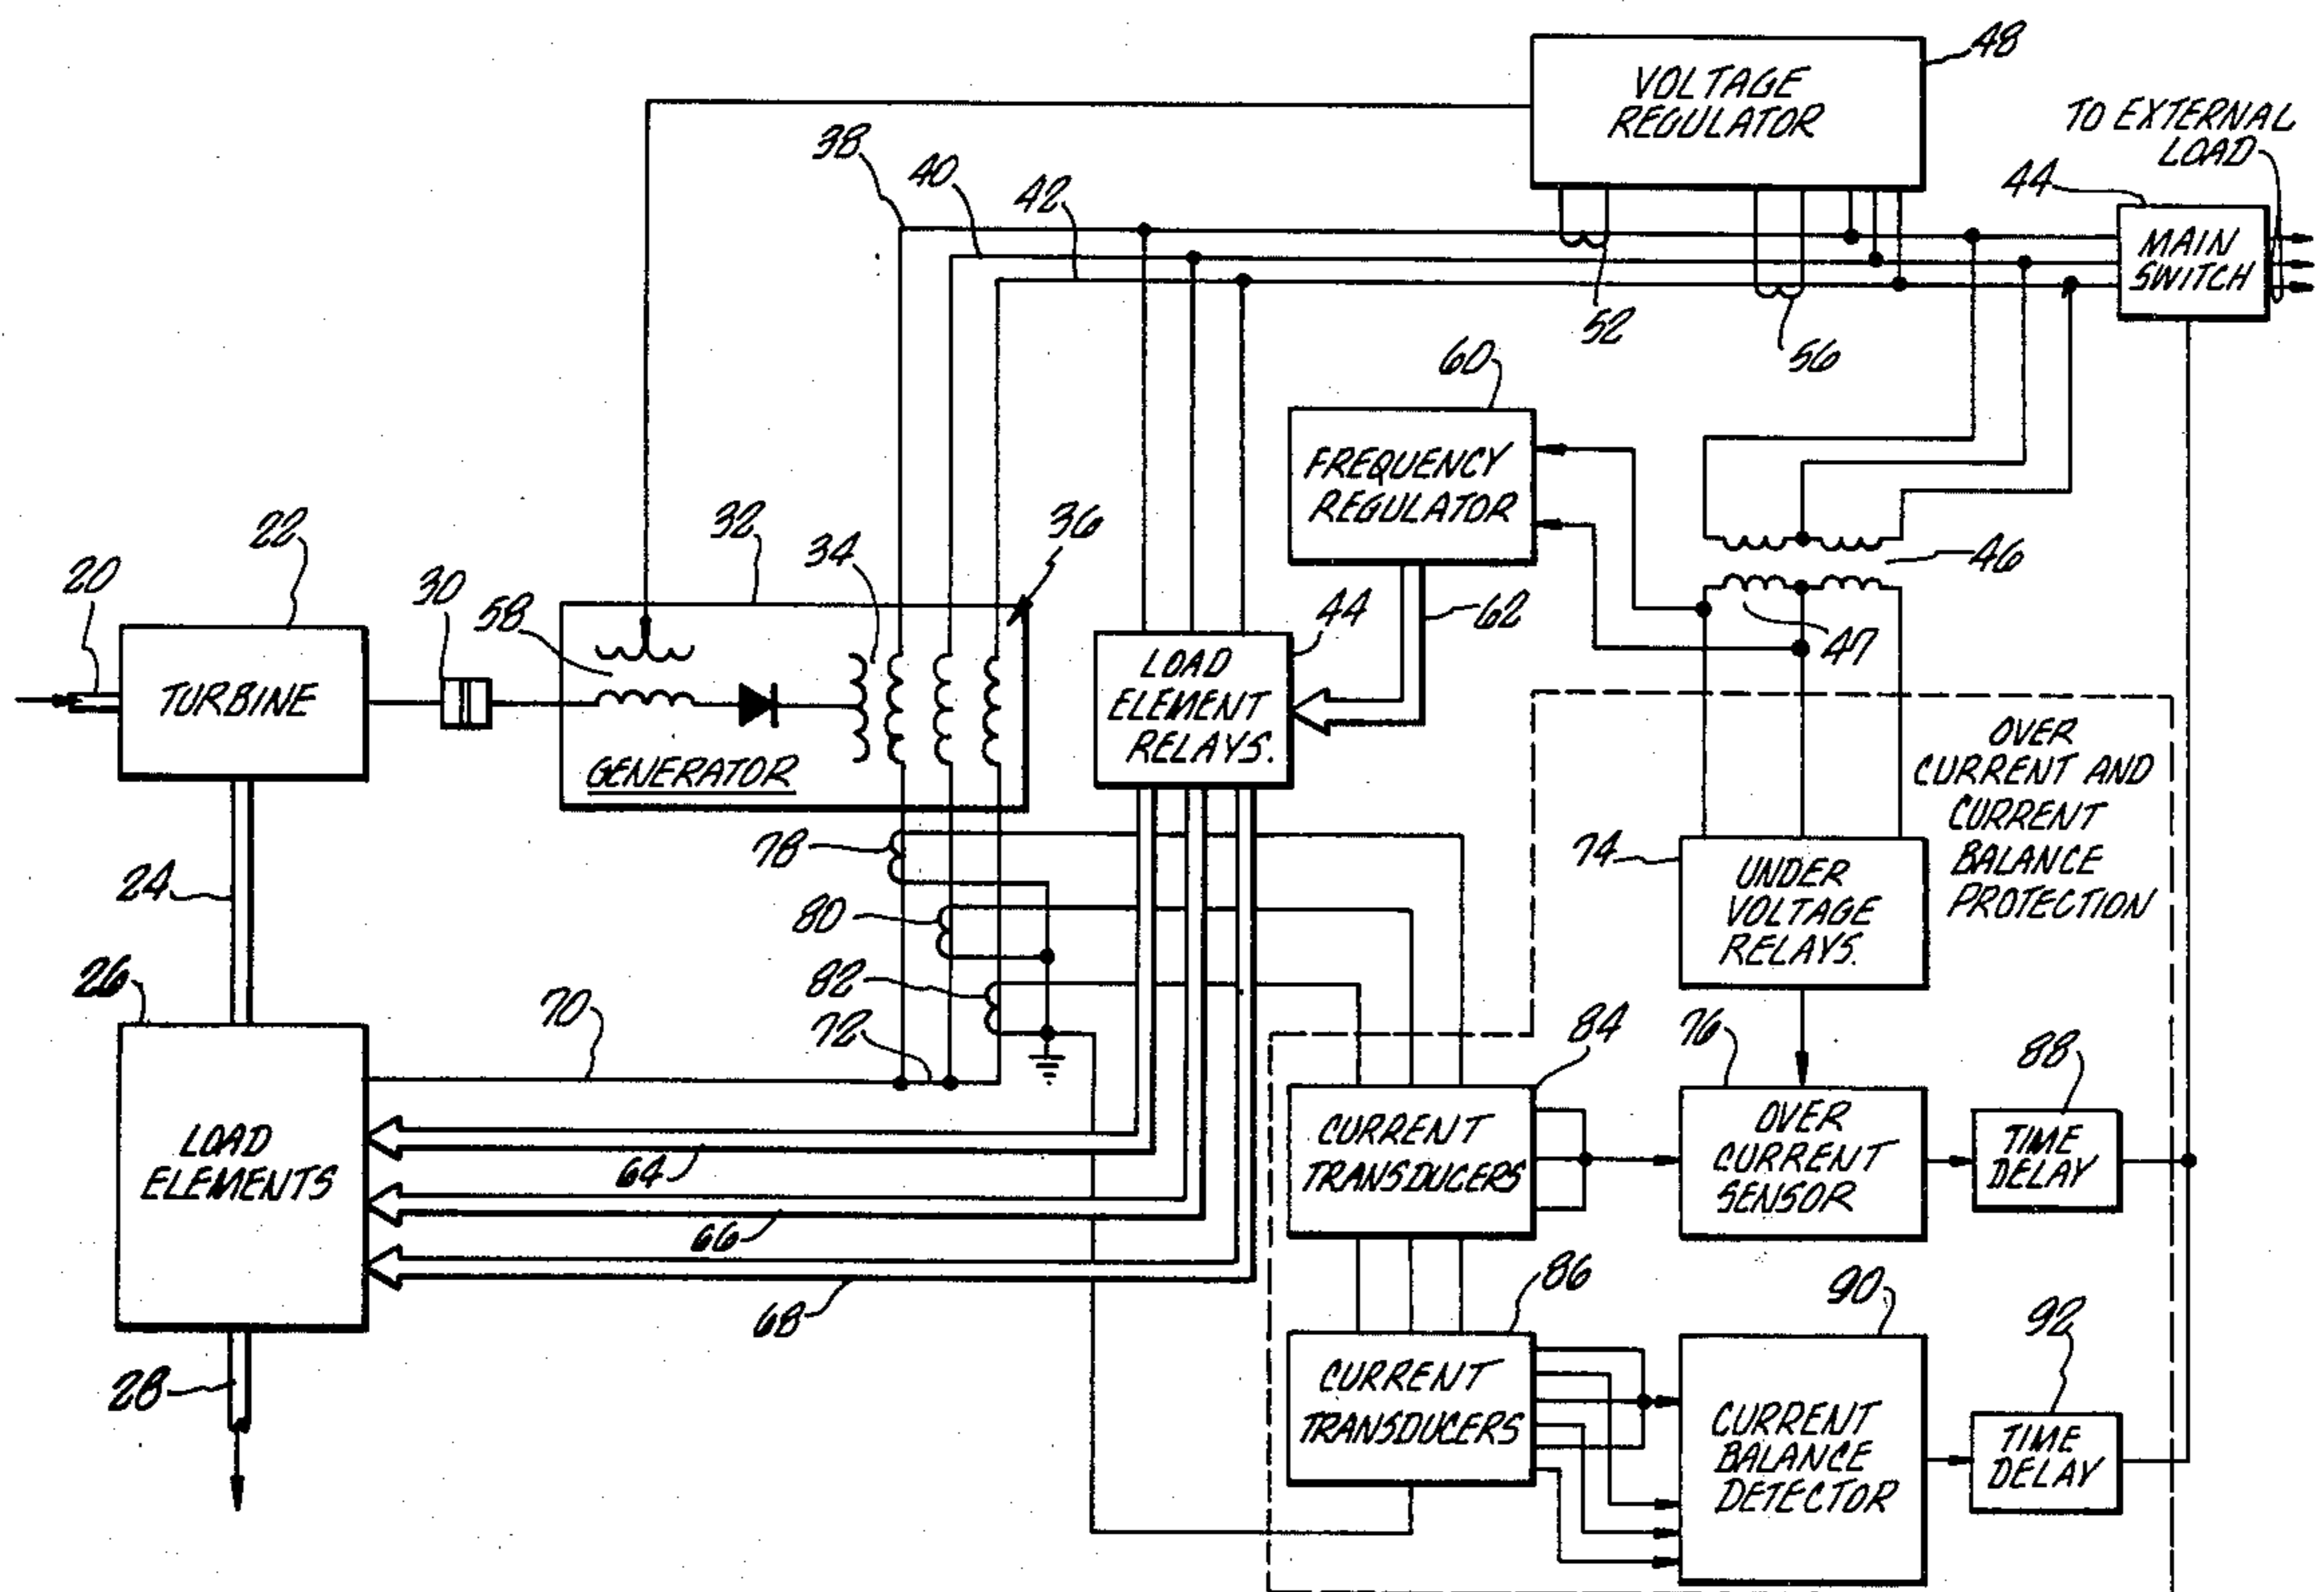 48
VOLTAGE
REGULATOR
TO EXTERNAL
LOAD
38
40
42
44
MAIN
SWITCH
52
56
60
FREQUENCY
REGULATOR
62
46
47
20
22
TURBINE
30
58
32
34
36
GENERATOR
44
LOAD
ELEMENT
RELAYS.
OVER
CURRENT AND
CURRENT
BALANCE
PROTECTION
74
UNDER
VOLTAGE
RELAYS.
24
78
80
82
26
70
72
LOAD
ELEMENTS
64
66
68
28
84
CURRENT
TRANSDUCERS
76
OVER
CURRENT
SENSOR
88
TIME
DELAY
86
CURRENT
TRANSDUCERS
90
CURRENT
BALANCE
DETECTOR
92
TIME
DELAY